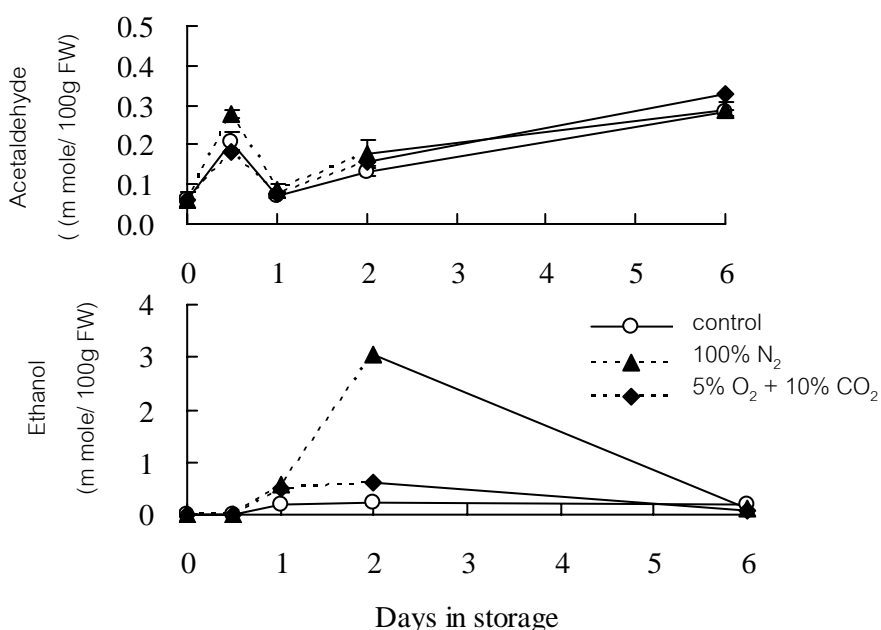 Acetaldehyde
( (m mole/ 100g FW)
0.5
0.4
0.3
0.2
0.1
0.0
0 1 2 3 4 5 6
Ethanol
(m mole/ 100g FW)
4
3
2
1
0
control
100% N₂
5% O₂ + 10% CO₂
0 1 2 3 4 5 6
Days in storage